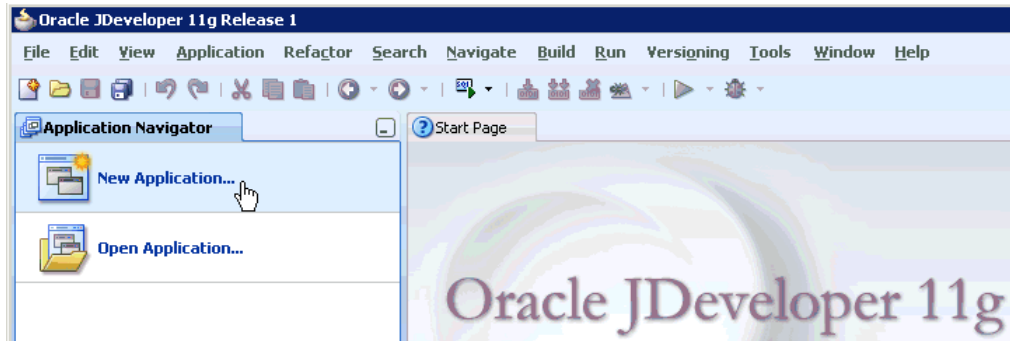 Oracle JDeveloper 11g Release 1
File Edit View Application Refactor Search Navigate Build Run Versioning Tools Window Help
SQL
Application Navigator
Start Page
New Application...
Open Application...
Oracle JDeveloper 11g